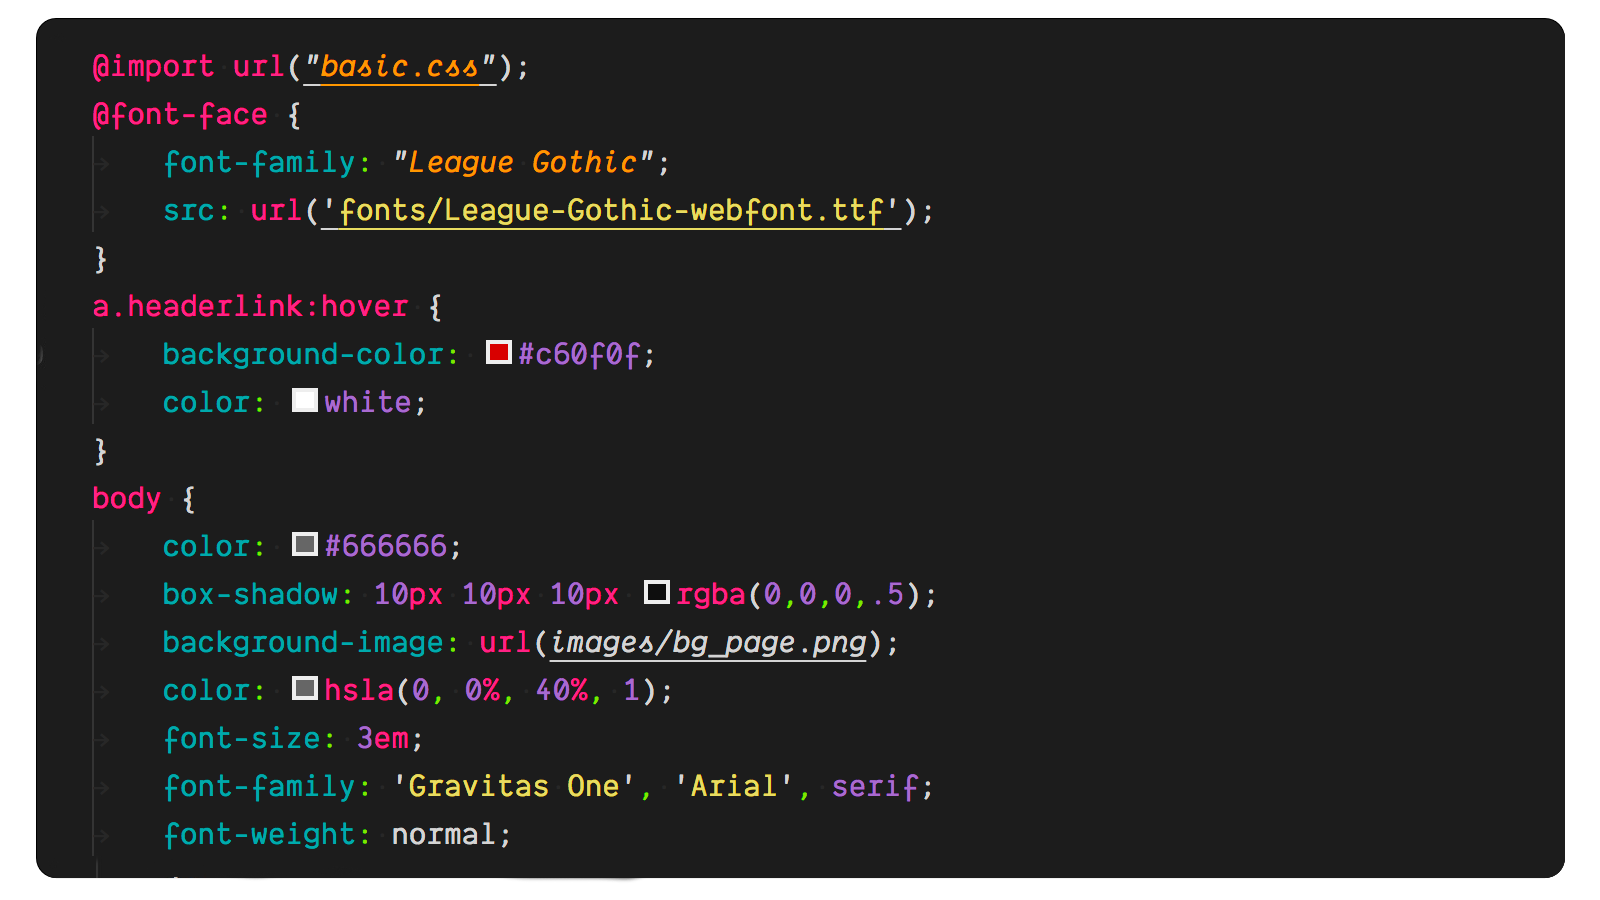 @import url("basic.css");
@font-face {
font-family: "League Gothic";
src: url('fonts/League-Gothic-webfont.ttf');
}
a.headerlink:hover {
background-color: #c60f0f;
color: white;
}
body {
color: #666666;
box-shadow: 10px 10px 10px rgba(0,0,0,.5);
background-image: url(images/bg_page.png);
color: hsla(0, 0%, 40%, 1);
font-size: 3em;
font-family: 'Gravitas One', 'Arial', serif;
font-weight: normal;